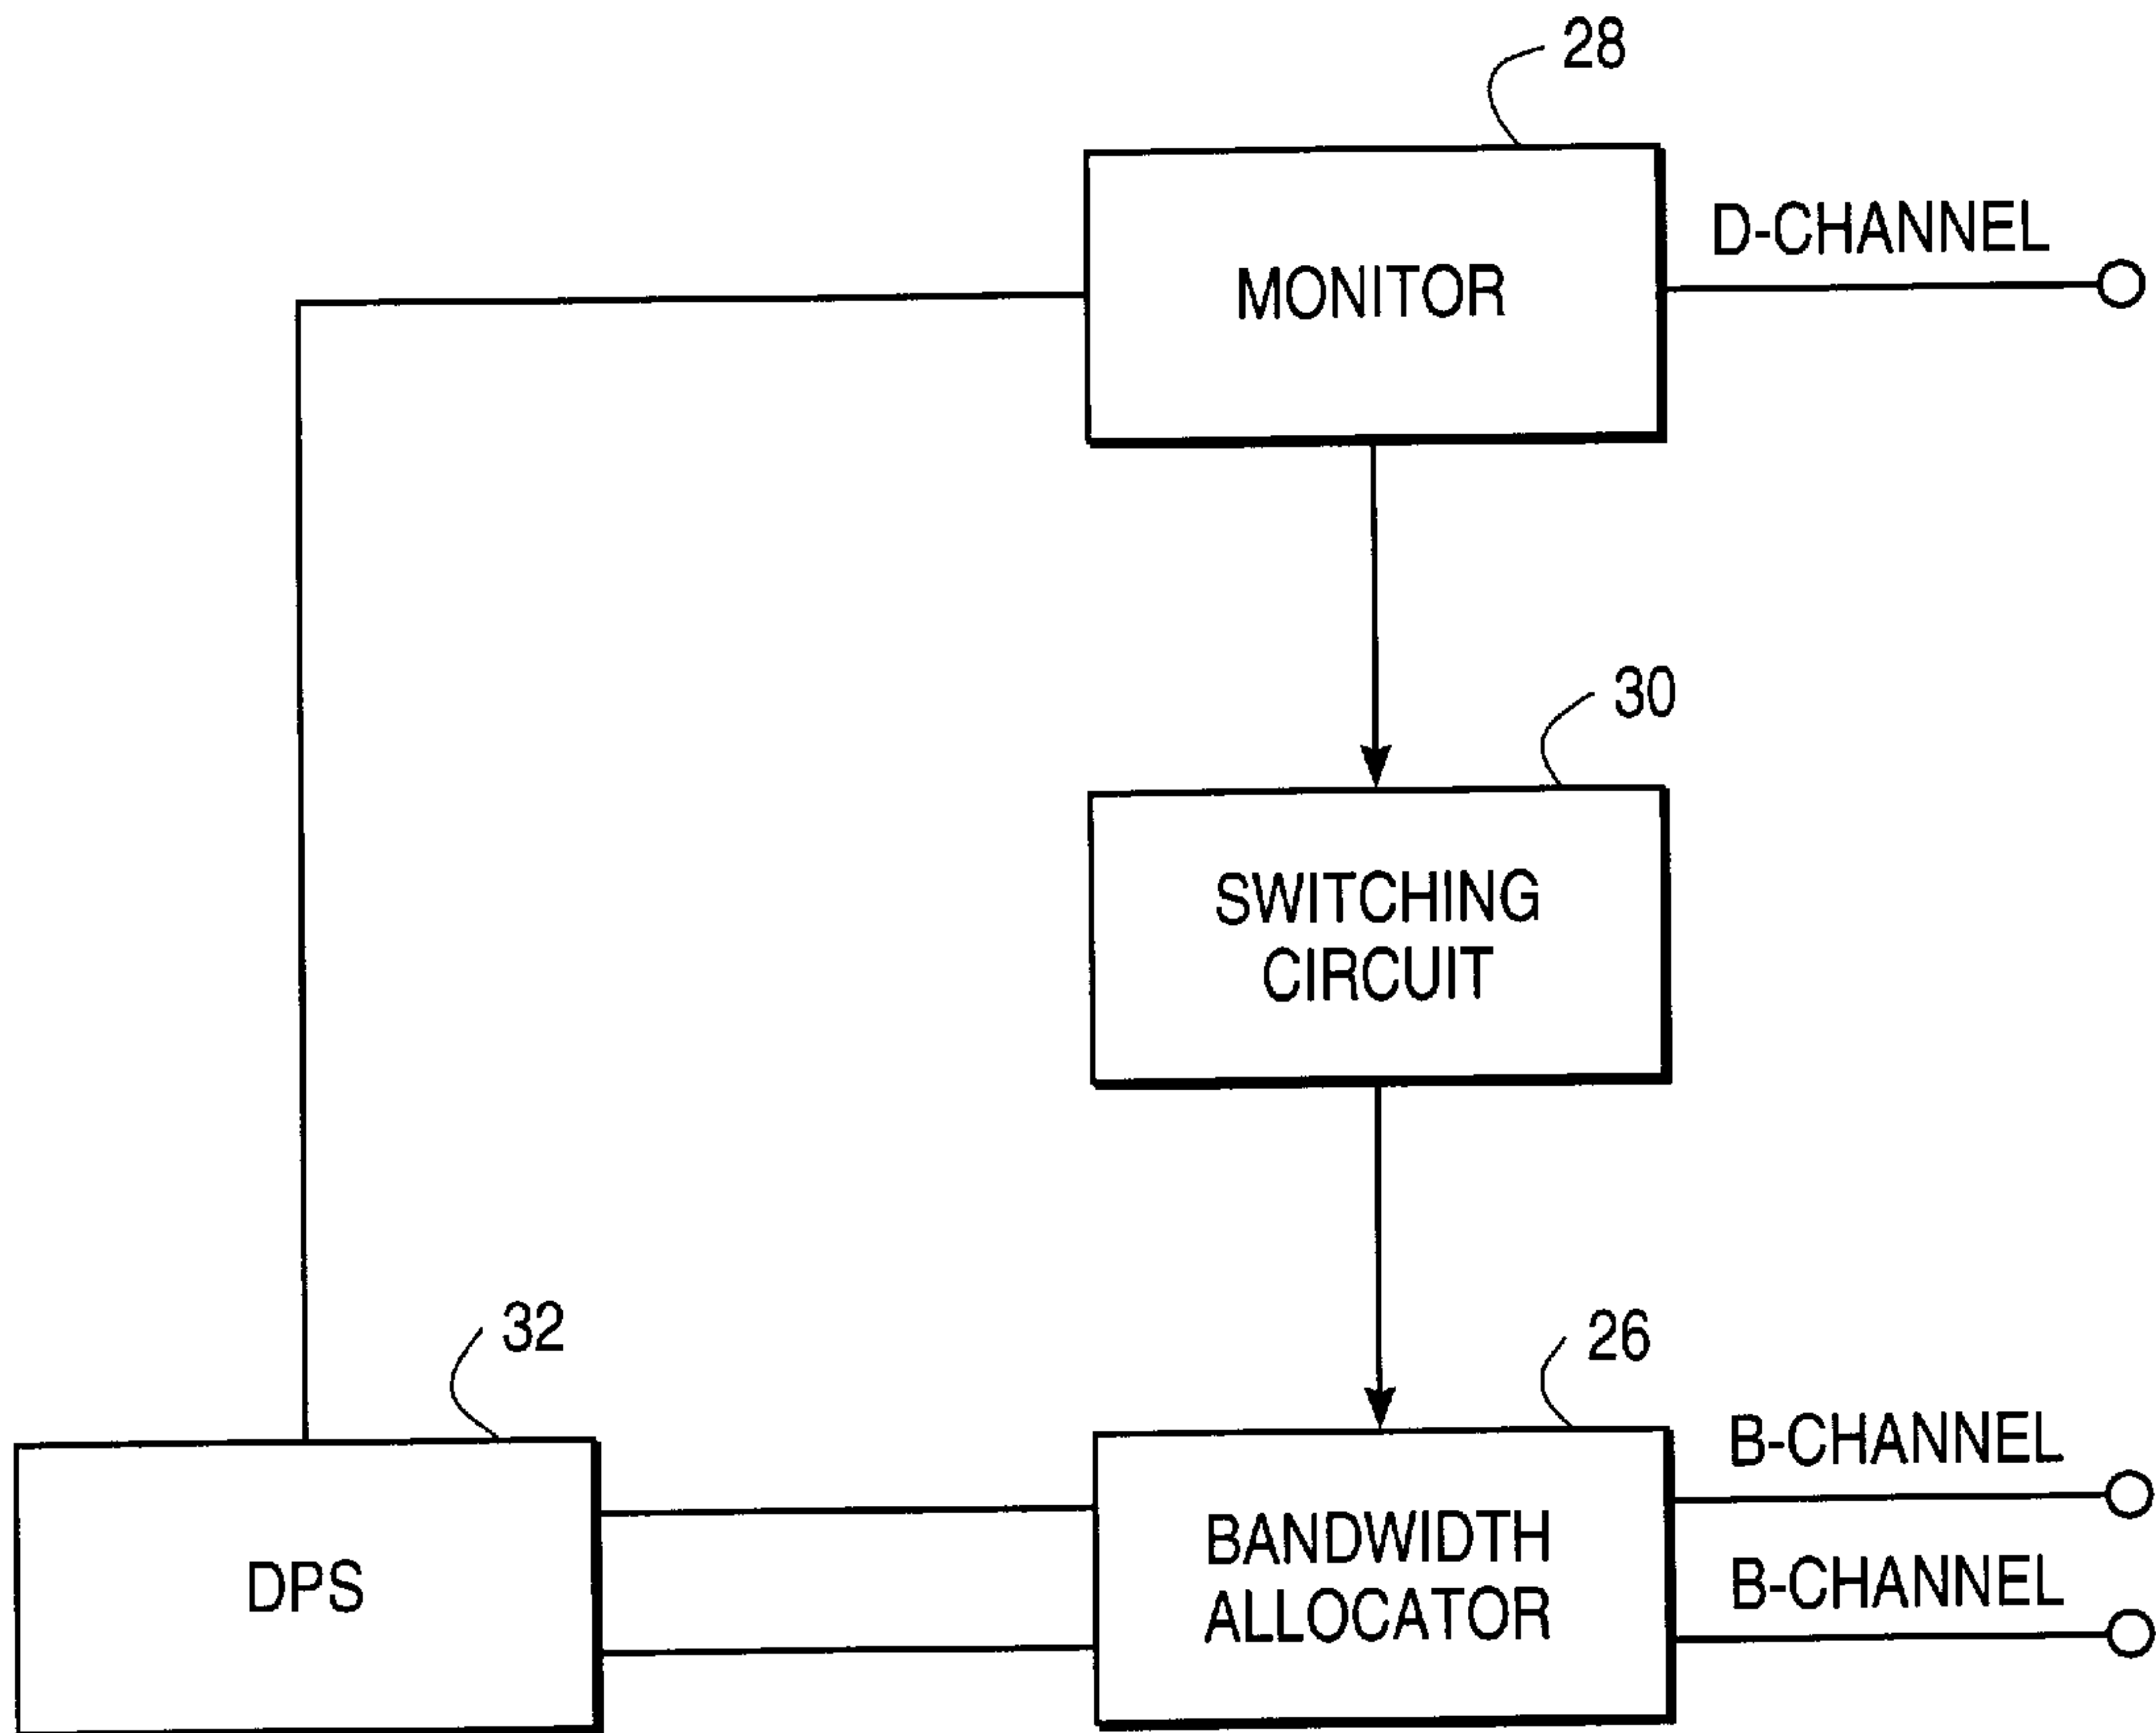 28
D-CHANNEL
MONITOR
30
SWITCHING
CIRCUIT
32
26
B-CHANNEL
BANDWIDTH
ALLOCATOR
DPS
B-CHANNEL